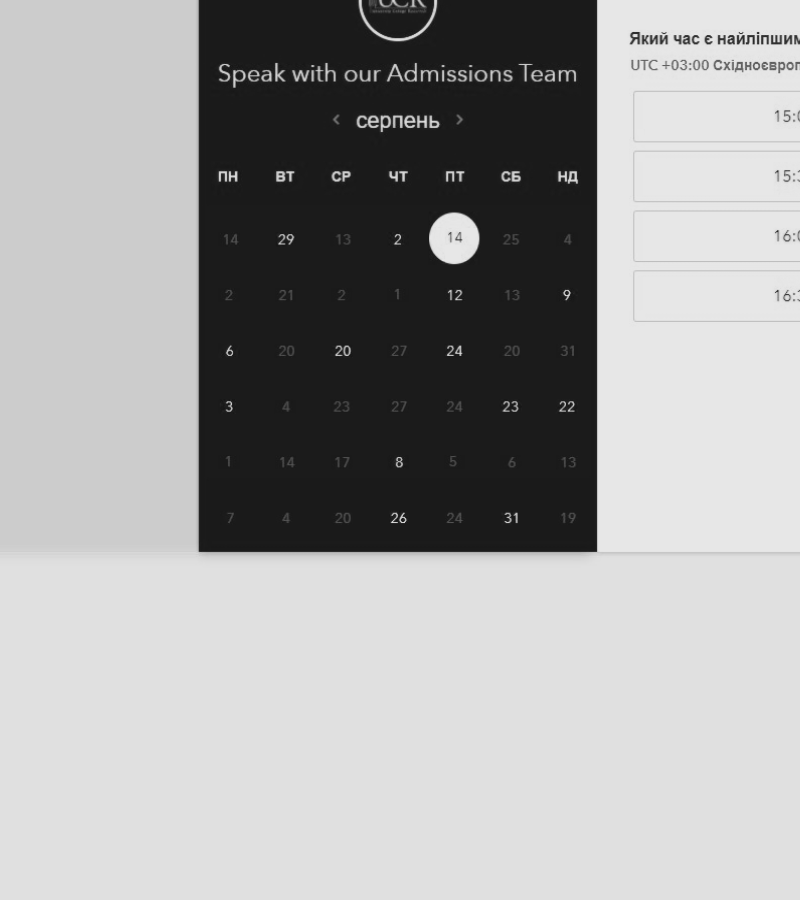 UCR
Speak with our Admissions Team
серпень
ПН ВТ СР ЧТ ПТ СБ НД
14 29 13 2 14 25 4
2 21 2 1 12 13 9
6 20 20 27 24 20 31
3 4 23 27 24 23 22
1 14 17 8 5 6 13
7 4 20 26 24 31 19
Який час є найліпшим
UTC +03:00 Східноєвроп
15:0
15:3
16:0
16:3